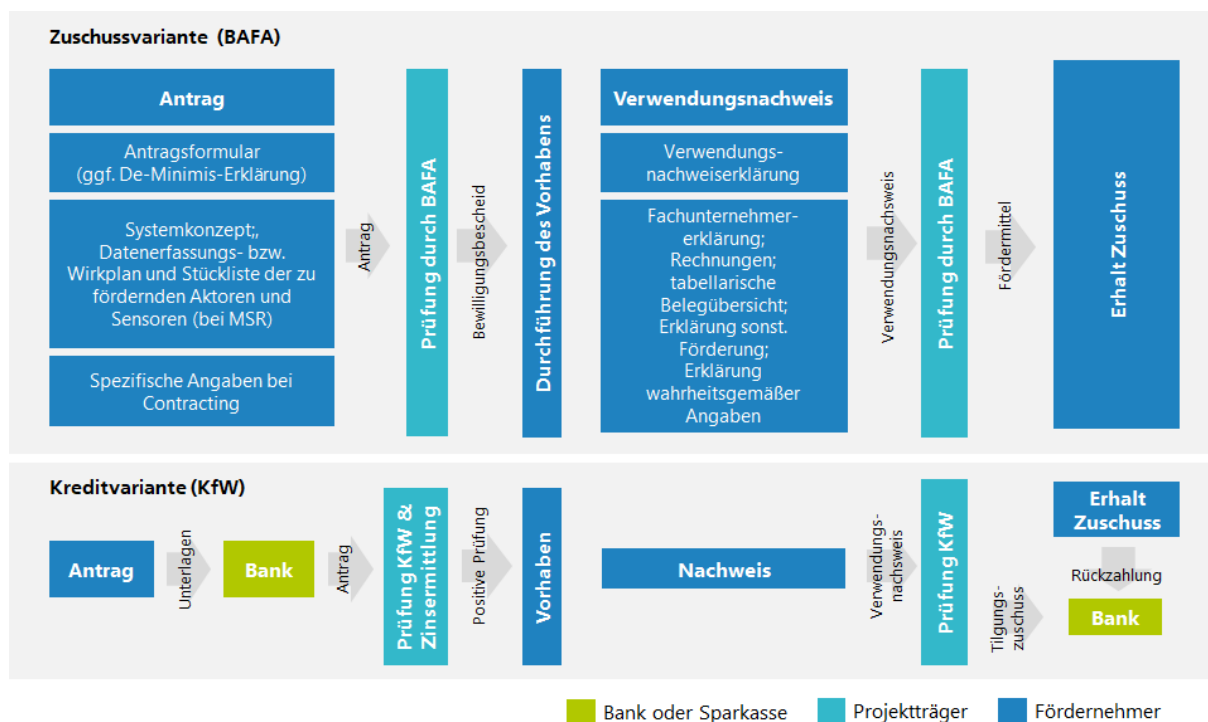 Zuschussvariante (BAFA)
Antrag
Antragsformular
(ggf. De-Minimis-Erklärung)
Systemkonzept;,
Datenerfassungs- bzw.
Wirkplan und Stückliste der zu
fördernden Aktoren und
Sensoren (bei MSR)
Spezifische Angaben bei
Contracting
Antrag
Prüfung durch BAFA
Bewilligungsbescheid
Durchführung des Vorhabens
Verwendungsnachweis
Verwendungs-
nachweiserklärung
Fachunternehmer-
erklärung;
Rechnungen;
tabellarische
Belegübersicht;
Erklärung sonst.
Förderung;
Erklärung
wahrheitsgemäßer
Angaben
Verwendungsnachsweis
Prüfung durch BAFA
Fördermittel
Erhalt Zuschuss
Kreditvariante (KfW)
Antrag
Unterlagen
Bank
Antrag
Prüfung KfW &
Zinsermittlung
Positive Prüfung
Vorhaben
Nachweis
Verwendungs-
nachsweis
Prüfung KfW
Tilgungs-
zuschuss
Erhalt
Zuschuss
Rückzahlung
Bank
Bank oder Sparkasse
Projektträger
Fördernehmer